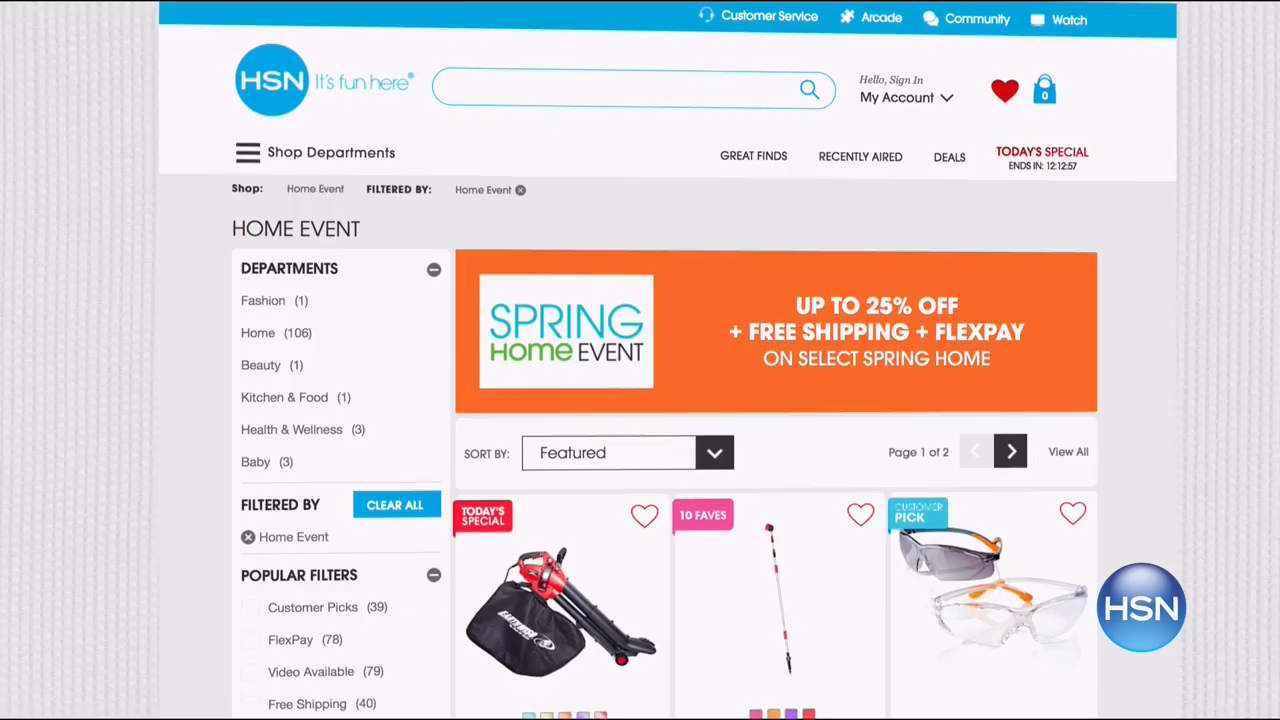 Customer Service
Arcade
Community
Watch
HSN
It's fun here®
Hello, Sign In
My Account
0
Shop Departments
GREAT FINDS
RECENTLY AIRED
DEALS
TODAY'S SPECIAL
ENDS IN: 12:12:57
Shop:
Home Event
FILTERED BY:
Home Event
HOME EVENT
DEPARTMENTS
Fashion (1)
Home (106)
Beauty (1)
Kitchen & Food (1)
Health & Wellness (3)
Baby (3)
FILTERED BY
CLEAR ALL
Home Event
POPULAR FILTERS
Customer Picks (39)
FlexPay (78)
Video Available (79)
Free Shipping (40)
SPRING
Home EVENT
UP TO 25% OFF
+ FREE SHIPPING + FLEXPAY
ON SELECT SPRING HOME
SORT BY:
Featured
Page 1 of 2
View All
TODAY'S
SPECIAL
10 FAVES
CUSTOMER
PICK
HSN